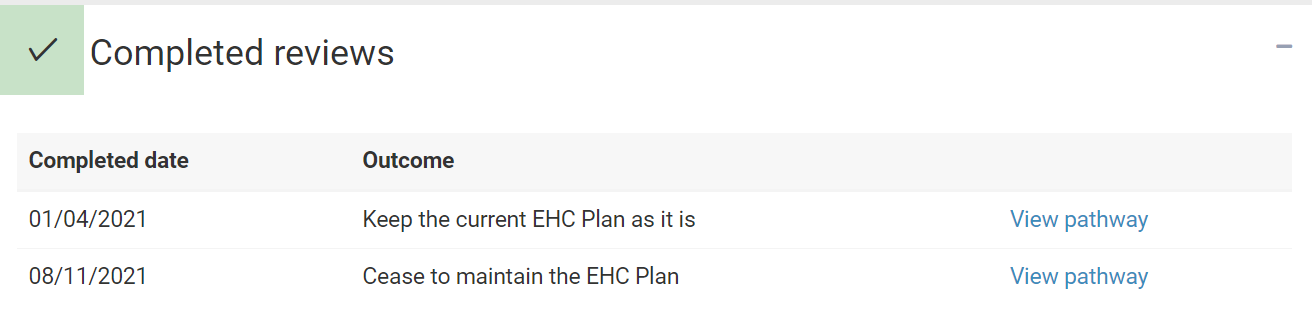 Completed reviews
Completed date Outcome
01/04/2021 Keep the current EHC Plan as it is View pathway
08/11/2021 Cease to maintain the EHC Plan View pathway